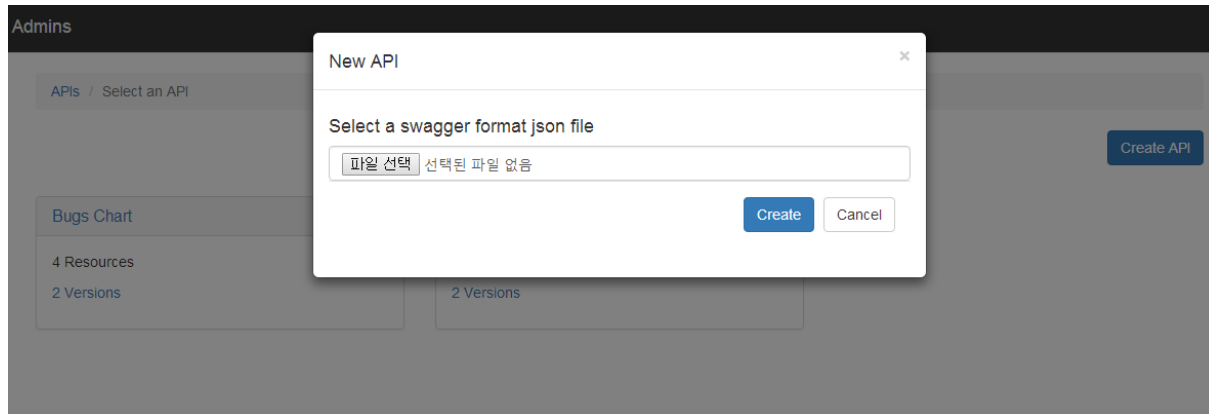 Admins
New API
×
APIs / Select an API
Select a swagger format json file
파일 선택 선택된 파일 없음
Create API
Create Cancel
Bugs Chart
4 Resources
2 Versions
2 Versions